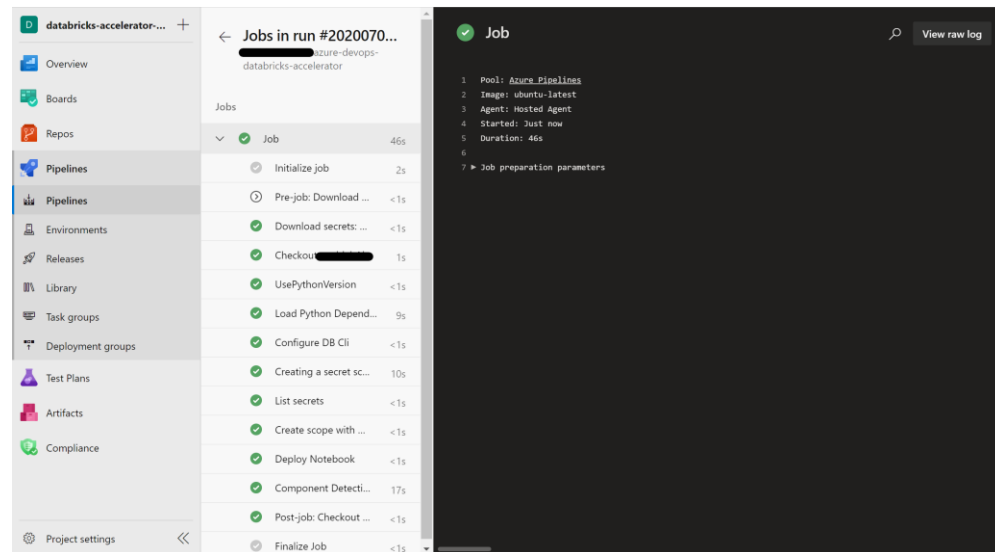 D databricks-accelerator-...
Overview
Boards
Repos
Pipelines
Pipelines
Environments
Releases
Library
Task groups
Deployment groups
Test Plans
Artifacts
Compliance
Project settings
Jobs in run #2020070...
azure-devops-
databricks-accelerator
Jobs
Job 46s
Initialize job 2s
Pre-job: Download ... <1s
Download secrets: ... <1s
Checkout 1s
UsePythonVersion <1s
Load Python Depend... 9s
Configure DB Cli <1s
Creating a secret sc... 10s
List secrets <1s
Create scope with ... <1s
Deploy Notebook <1s
Component Detecti... 17s
Post-job: Checkout ... <1s
Finalize Job <1s
Job
View raw log
1 Pool: Azure Pipelines
2 Image: ubuntu-latest
3 Agent: Hosted Agent
4 Started: Just now
5 Duration: 46s
6
7 Job preparation parameters